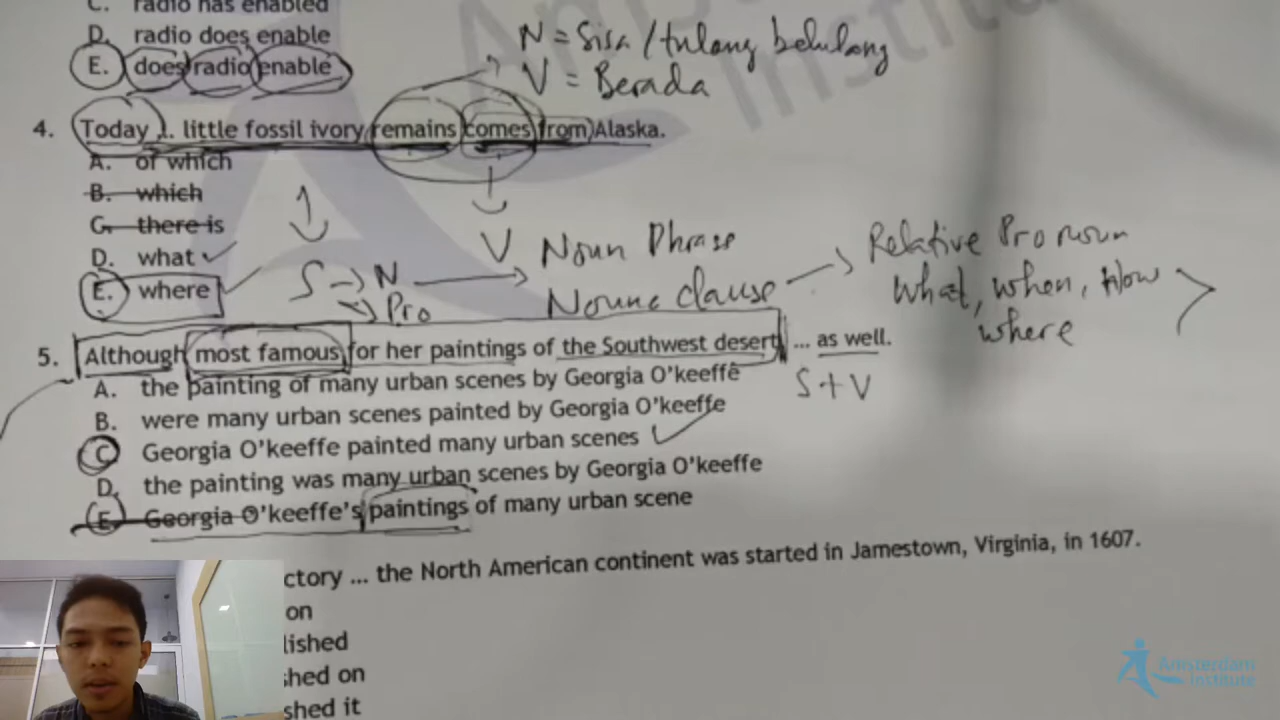 C. radio has enabled
D. radio does enable
E. does radio enable
N = Sisa / tulang belulang
V = Berada
4. Today ... little fossil ivory remains comes from Alaska.
A. of which
B. which
C. there is
D. what
E. where
S → N
Pro
V
Noun Phrase
Noune clause
Relative Pronoun
What, when, How
where
5. Although most famous for her paintings of the Southwest desert ... as well.
S + V
A. the painting of many urban scenes by Georgia O'keeffe
B. were many urban scenes painted by Georgia O'keeffe
C. Georgia O'keeffe painted many urban scenes
D. the painting was many urban scenes by Georgia O'keeffe
E. Georgia O'keeffe's paintings of many urban scene
ctory ... the North American continent was started in Jamestown, Virginia, in 1607.
on
lished
shed on
shed it
Amsterdam
Institute